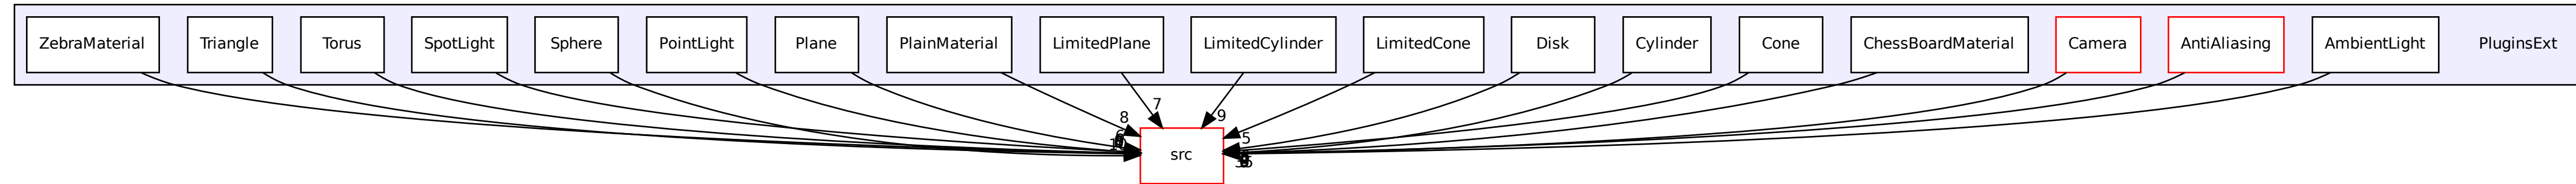 ZebraMaterial
Triangle
Torus
SpotLight
Sphere
PointLight
Plane
PlainMaterial
LimitedPlane
LimitedCylinder
LimitedCone
Disk
Cylinder
Cone
ChessBoardMaterial
Camera
AntiAliasing
AmbientLight
PluginsExt
7
9
8
5
src